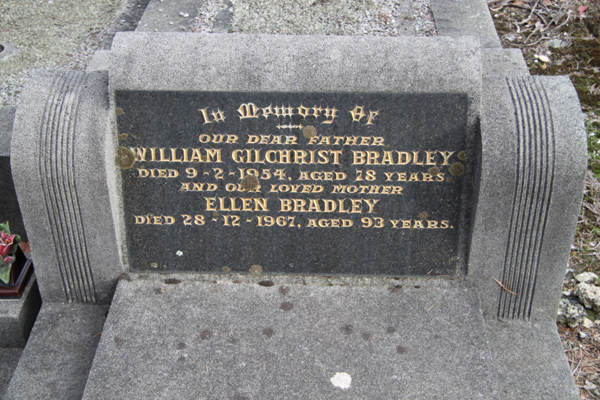 In Memory Of
OUR DEAR FATHER
WILLIAM GILCHRIST BRADLEY
DIED 9-2-1954, AGED 78 YEARS.
AND OUR LOVED MOTHER
ELLEN BRADLEY
DIED 28-12-1967, AGED 93 YEARS.